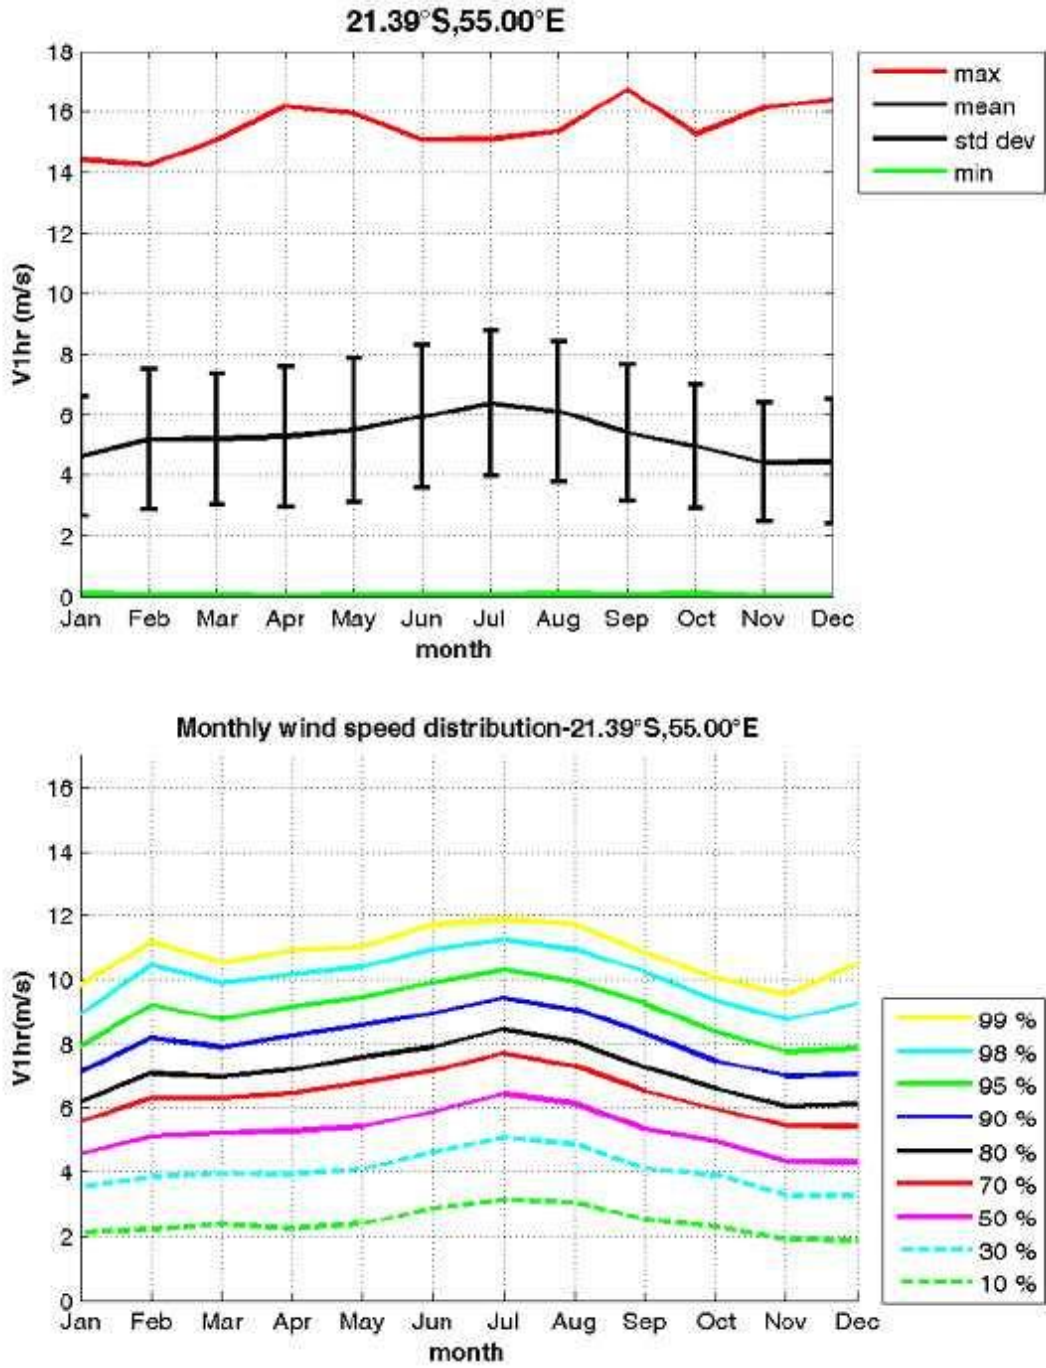 21.39°S,55.00°E
18
16
14
12
10
8
6
4
2
0
V1hr (m/s)
Jan Feb Mar Apr May Jun Jul Aug Sep Oct Nov Dec
month
max
mean
std dev
min
Monthly wind speed distribution-21.39°S,55.00°E
16
14
12
10
8
6
4
2
0
V1hr(m/s)
Jan Feb Mar Apr May Jun Jul Aug Sep Oct Nov Dec
month
99 %
98 %
95 %
90 %
80 %
70 %
50 %
30 %
10 %